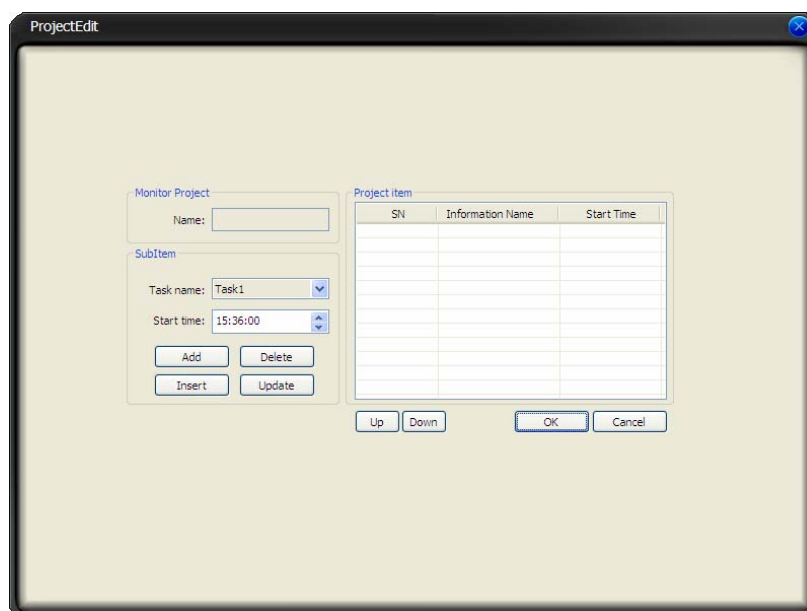 ProjectEdit
Monitor Project
Name:
SubItem
Task name: Task1
Start time: 15:36:00
Add Delete
Insert Update
Project item
SN Information Name Start Time
Up Down OK Cancel